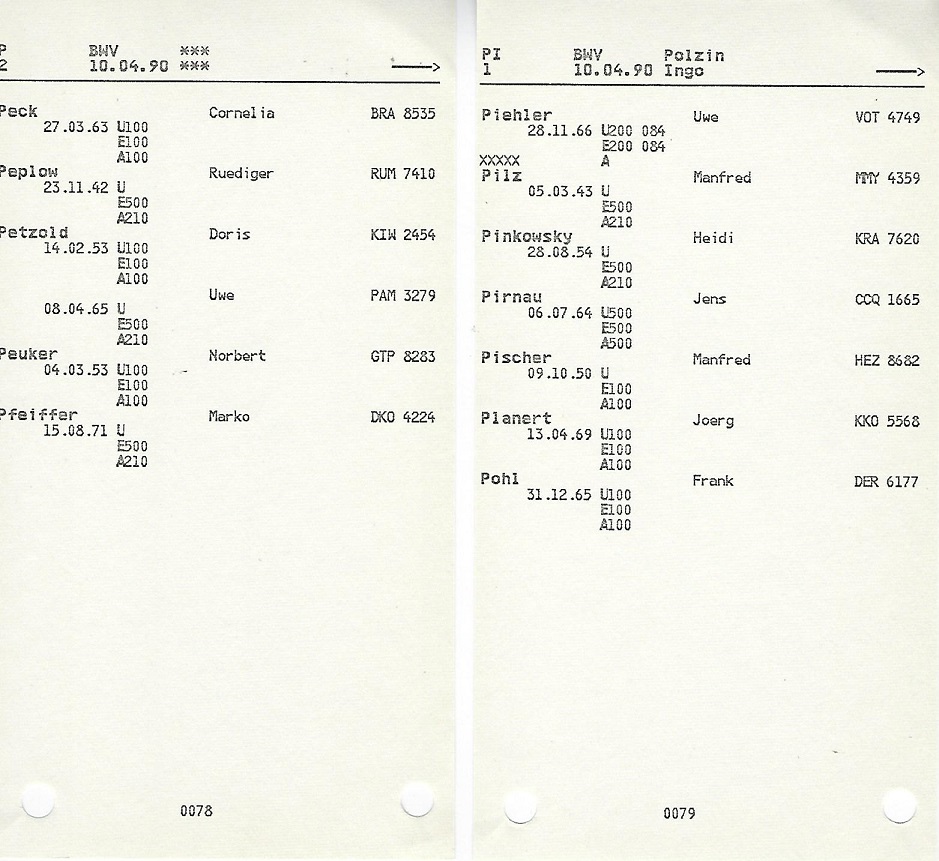 P BWV ***
2 10.04.90 ***
Peck Cornelia BRA 8535
27.03.63 U100
E100
A100
Peplow Ruediger RUM 7410
23.11.42 U
E500
A210
Petzold Doris KIW 2454
14.02.53 U100
E100
A100
Uwe PAM 3279
08.04.65 U
E500
A210
Peuker Norbert GTP 8283
04.03.53 U100
E100
A100
Pfeiffer Marko DKO 4224
15.08.71 U
E500
A210
0078
PI BWV Polzin
1 10.04.90 Ingo
Piehler Uwe VOT 4749
28.11.66 U200 084
E200 084
XXXXX A
Pilz Manfred MMY 4359
05.03.43 U
E500
A210
Pinkowsky Heidi KRA 7620
28.08.54 U
E500
A210
Pirnau Jens CCQ 1665
06.07.64 U500
E500
A500
Pischer Manfred HEZ 8682
09.10.50 U
E100
A100
Planert Joerg KKO 5568
13.04.69 U100
E100
A100
Pohl Frank DER 6177
31.12.65 U100
E100
A100
0079